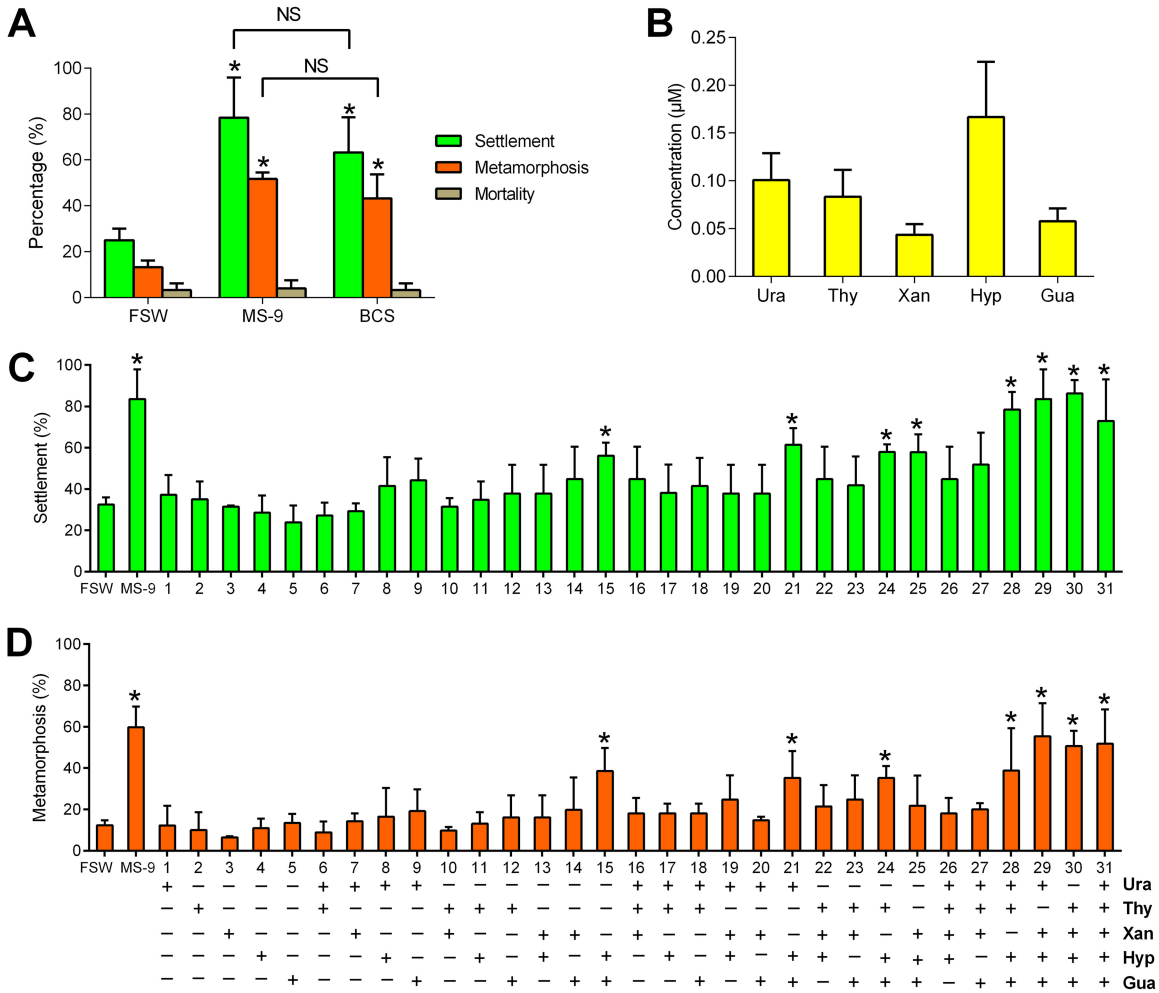 A
NS
NS
Percentage (%)
100
80
60
40
20
0
* * * *
FSW MS-9 BCS
Settlement
Metamorphosis
Mortality
B
Concentration (µM)
0.25
0.20
0.15
0.10
0.05
0.00
Ura Thy Xan Hyp Gua
C
Settlement (%)
100
80
60
40
20
0
* * * * * * * * *
FSW MS-9 1 2 3 4 5 6 7 8 9 10 11 12 13 14 15 16 17 18 19 20 21 22 23 24 25 26 27 28 29 30 31
D
Metamorphosis (%)
100
80
60
40
20
0
* * * * * * * *
FSW MS-9 1 2 3 4 5 6 7 8 9 10 11 12 13 14 15 16 17 18 19 20 21 22 23 24 25 26 27 28 29 30 31
+ − − − − + + + + − − − − − − + + + + + + − − − − + + + + − + Ura
− + − − − + − − − + + + − − − + + + − − − + + + − + + + − + + Thy
− − + − − − + − − + − − + + − + − − + + − + + − + + + − + + + Xan
− − − + − − − + − − + − + − + − + − + − + + − + + + − + + + + Hyp
− − − − + − − − + − − + − + + − − + − + + − + + + − + + + + + Gua